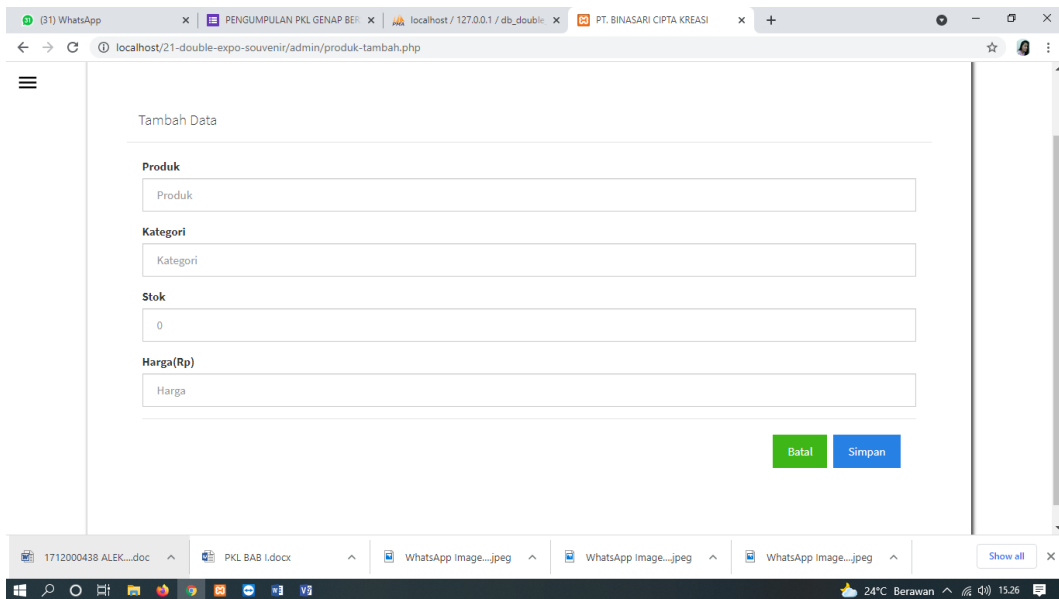 (31) WhatsApp
PENGUMPULAN PKL GENAP BER
localhost / 127.0.0.1 / db_double
PT. BINASARI CIPTA KREASI
localhost/21-double-expo-souvenir/admin/produk-tambah.php
Tambah Data
Produk
Produk
Kategori
Kategori
Stok
0
Harga(Rp)
Harga
Batal Simpan
1712000438 ALEK....doc
PKL BAB I.docx
WhatsApp Image....jpeg
WhatsApp Image....jpeg
WhatsApp Image....jpeg
Show all
24°C Berawan 15.26